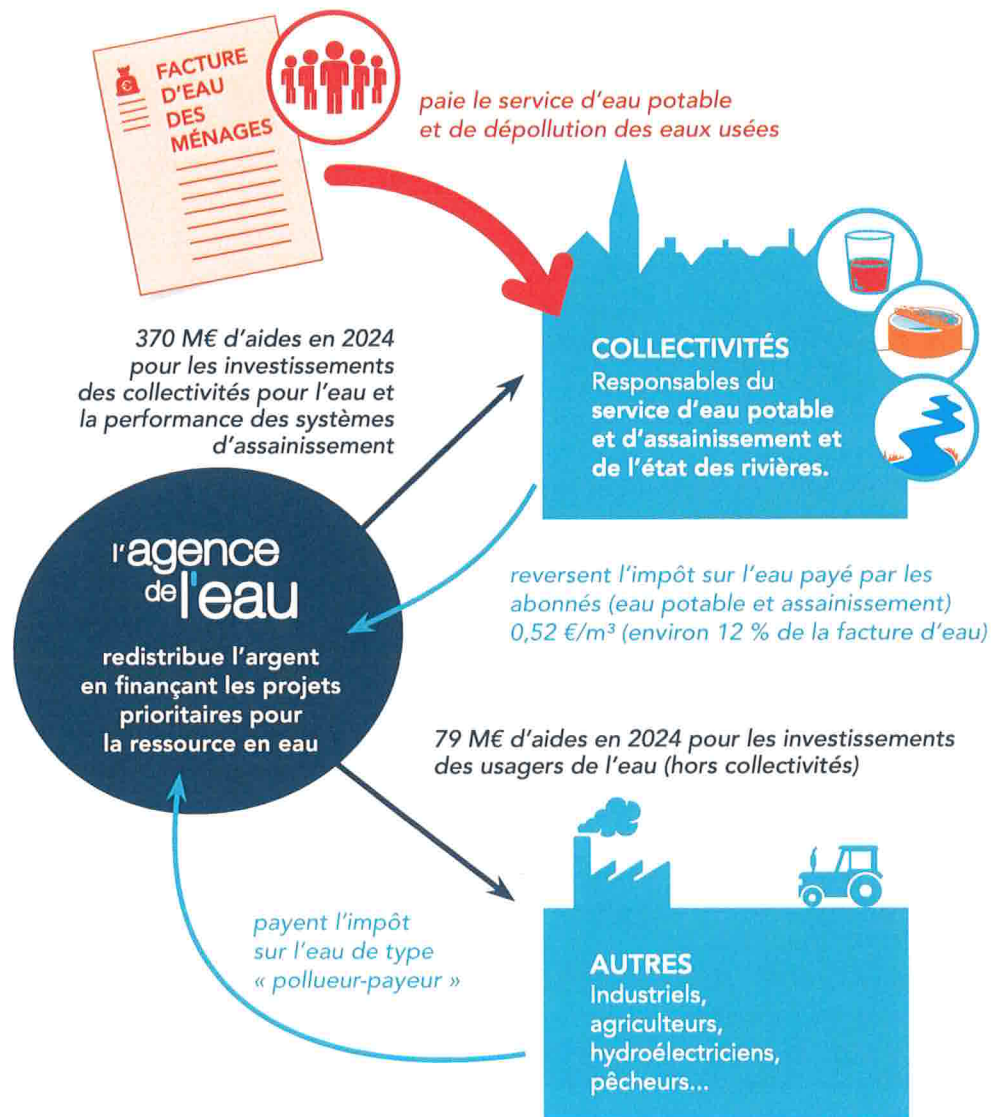 FACTURE
D'EAU
DES
MÉNAGES
paie le service d'eau potable
et de dépollution des eaux usées
370 M€ d'aides en 2024
pour les investissements
des collectivités pour l'eau et
la performance des systèmes
d'assainissement
COLLECTIVITÉS
Responsables du
service d'eau potable
et d'assainissement et
de l'état des rivières.
l'agence
de l'eau
redistribue l'argent
en finançant les projets
prioritaires pour
la ressource en eau
reversent l'impôt sur l'eau payé par les
abonnés (eau potable et assainissement)
0,52 €/m³ (environ 12 % de la facture d'eau)
79 M€ d'aides en 2024 pour les investissements
des usagers de l'eau (hors collectivités)
payent l'impôt
sur l'eau de type
« pollueur-payeur »
AUTRES
Industriels,
agriculteurs,
hydroélectriciens,
pêcheurs...